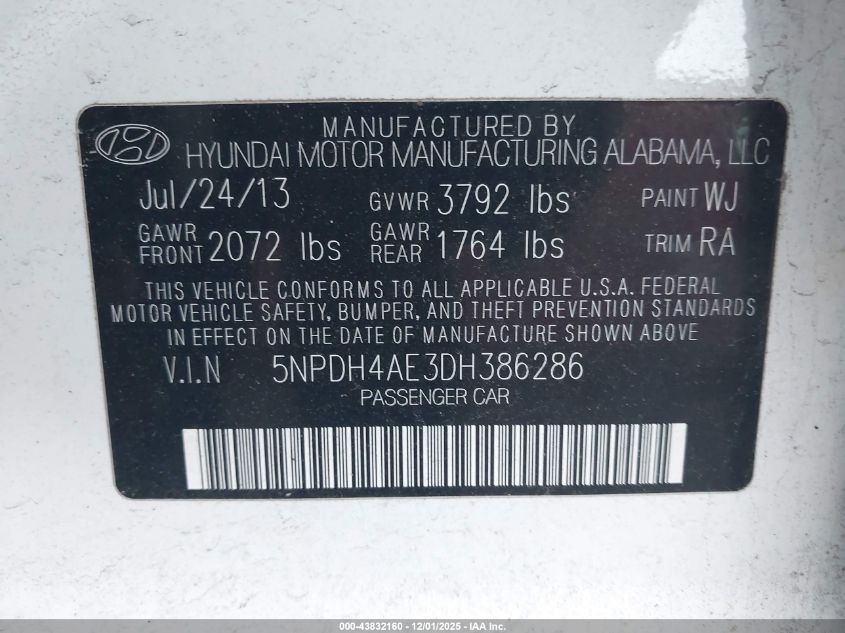 MANUFACTURED BY
HYUNDAI MOTOR MANUFACTURING ALABAMA, LLC
Jul/24/13 GVWR 3792 lbs PAINT WJ
GAWR FRONT 2072 lbs GAWR REAR 1764 lbs TRIM RA
THIS VEHICLE CONFORMS TO ALL APPLICABLE U.S.A. FEDERAL
MOTOR VEHICLE SAFETY, BUMPER, AND THEFT PREVENTION STANDARDS
IN EFFECT ON THE DATE OF MANUFACTURE SHOWN ABOVE
V.I.N 5NPDH4AE3DH386286
PASSENGER CAR
000-43832160 - 12/01/2025 - IAA Inc.